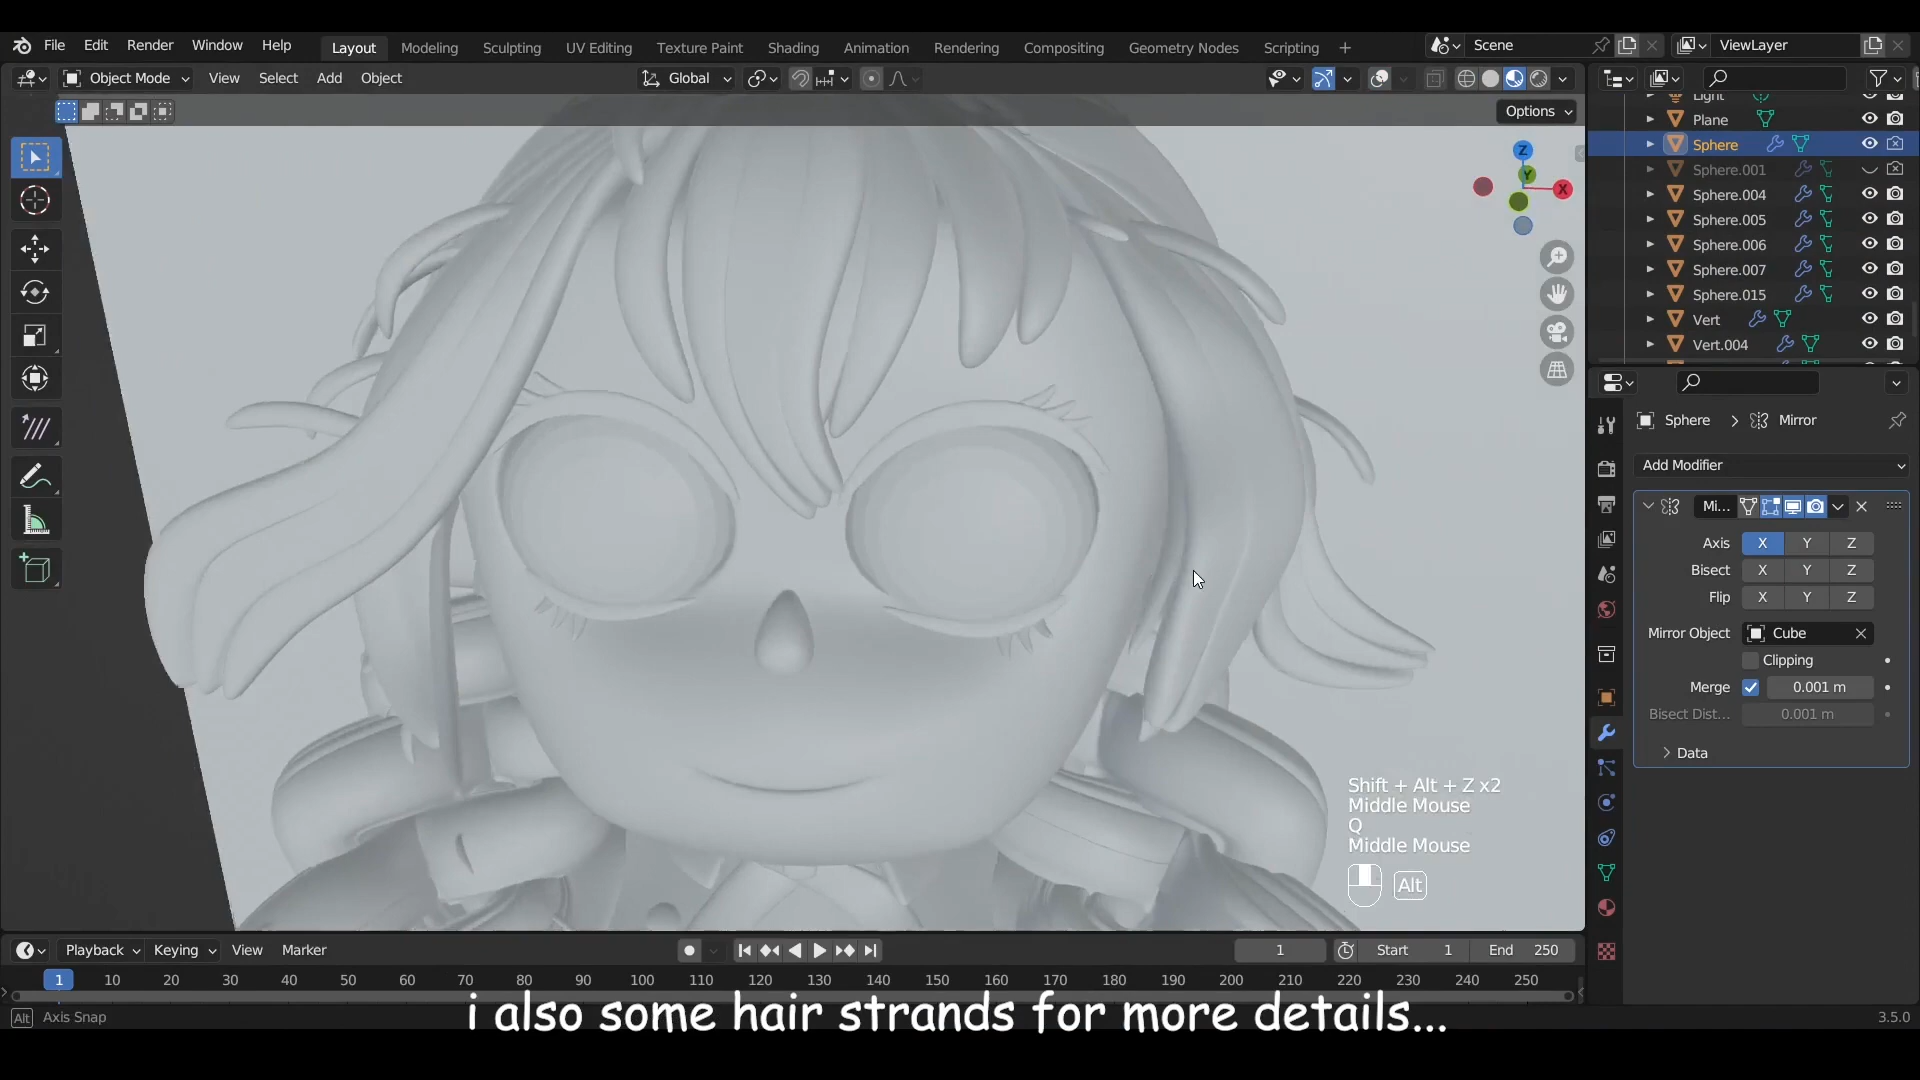 File Edit Render Window Help Layout Modeling Sculpting UV Editing Texture Paint Shading Animation Rendering Compositing Geometry Nodes Scripting + Scene ViewLayer
Object Mode View Select Add Object Global
Options
Light
Plane
Sphere
Sphere.001
Sphere.004
Sphere.005
Sphere.006
Sphere.007
Sphere.015
Vert
Vert.004
Z
Y
X
Sphere > Mirror
Add Modifier
Mi...
Axis X Y Z
Bisect X Y Z
Flip X Y Z
Mirror Object Cube
Clipping
Merge 0.001 m
Bisect Dist... 0.001 m
Data
Shift + Alt + Z x2
Middle Mouse
Q
Middle Mouse
Alt
Playback Keying View Marker 1 Start 1 End 250
1 10 20 30 40 50 60 70 80 90 100 110 120 130 140 150 160 170 180 190 200 210 220 230 240 250
i also some hair strands for more details...
Alt Axis Snap 3.5.0